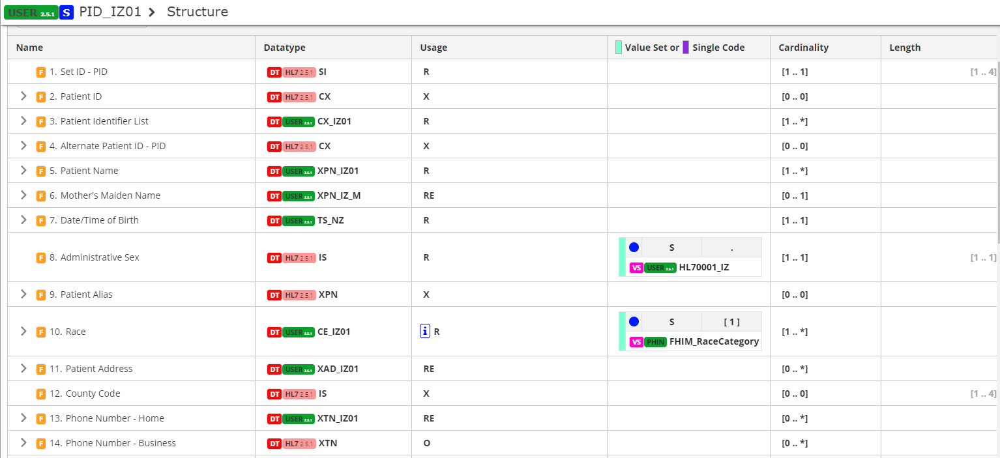 USER 2.5.1 S PID_IZ01 Structure
Name Datatype Usage Value Set or Single Code Cardinality Length
F 1. Set ID - PID DT HL7 2.5.1 SI R [1 .. 1] [1 .. 4]
F 2. Patient ID DT HL7 2.5.1 CX X [0 .. 0]
F 3. Patient Identifier List DT USER 2.5.1 CX_IZ01 R [1 .. *]
F 4. Alternate Patient ID - PID DT HL7 2.5.1 CX X [0 .. 0]
F 5. Patient Name DT USER 2.5.1 XPN_IZ01 R [1 .. *]
F 6. Mother's Maiden Name DT USER 2.5.1 XPN_IZ_M RE [0 .. 1]
F 7. Date/Time of Birth DT USER 2.5.1 TS_NZ R [1 .. 1]
S .
F 8. Administrative Sex DT HL7 2.5.1 IS R [1 .. 1] [1 .. 1]
VS USER 2.5.1 HL70001_IZ
F 9. Patient Alias DT HL7 2.5.1 XPN X [0 .. 0]
S [ 1 ]
F 10. Race DT USER 2.5.1 CE_IZ01 i R [1 .. *]
VS PHIN FHIM_RaceCategory
F 11. Patient Address DT USER 2.5.1 XAD_IZ01 RE [0 .. *]
F 12. County Code DT HL7 2.5.1 IS X [0 .. 0] [1 .. 4]
F 13. Phone Number - Home DT USER 2.5.1 XTN_IZ01 RE [0 .. *]
F 14. Phone Number - Business DT HL7 2.5.1 XTN O [0 .. *]